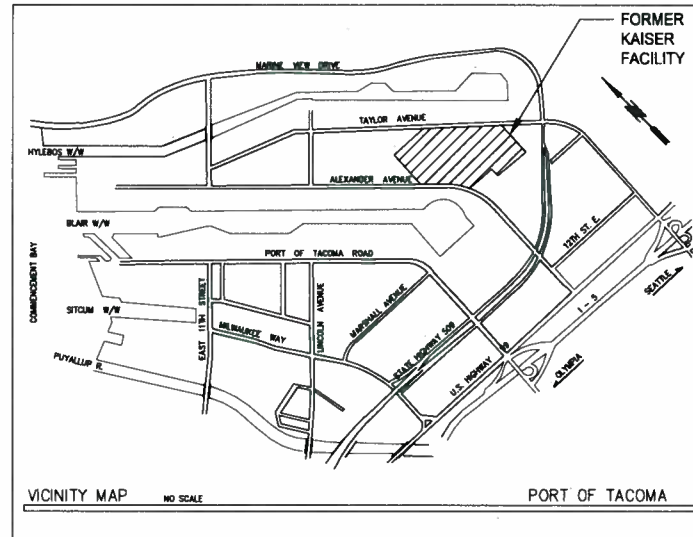 FORMER
KAISER
FACILITY
MARINE VIEW DRIVE
TAYLOR AVENUE
HYLEBOS W/W
ALEXANDER AVENUE
BLAIR W/W
12TH ST. E.
COMMENCEMENT BAY
PORT OF TACOMA ROAD
SEATTLE
SITCUM W/W
EAST 11TH STREET
MILWAUKEE WAY
LINCOLN AVENUE
MARSHALL AVENUE
STATE HIGHWAY 509
I - 5
U.S. HIGHWAY 99
OLYMPIA
PUYALLUP R.
VICINITY MAP
NO SCALE
PORT OF TACOMA